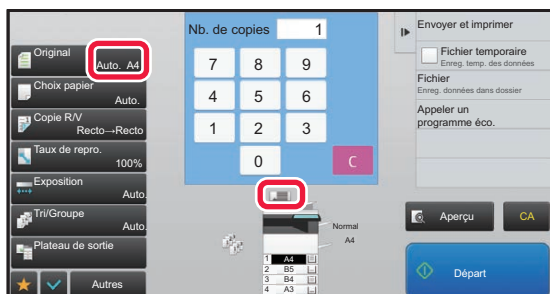 Original
Auto. A4
Choix papier
Auto.
Copie R/V
Recto→Recto
Taux de repro.
100%
Exposition
Auto.
Tri/Groupe
Auto.
Plateau de sortie
Autres
Nb. de copies 1
7 8 9
4 5 6
1 2 3
0 C
Normal
A4
1 A4
2 B5
3 B4
4 A3
Envoyer et imprimer
Fichier temporaire
Enreg. temp. des données
Fichier
Enreg. données dans dossier
Appeler un
programme éco.
Aperçu
CA
Départ